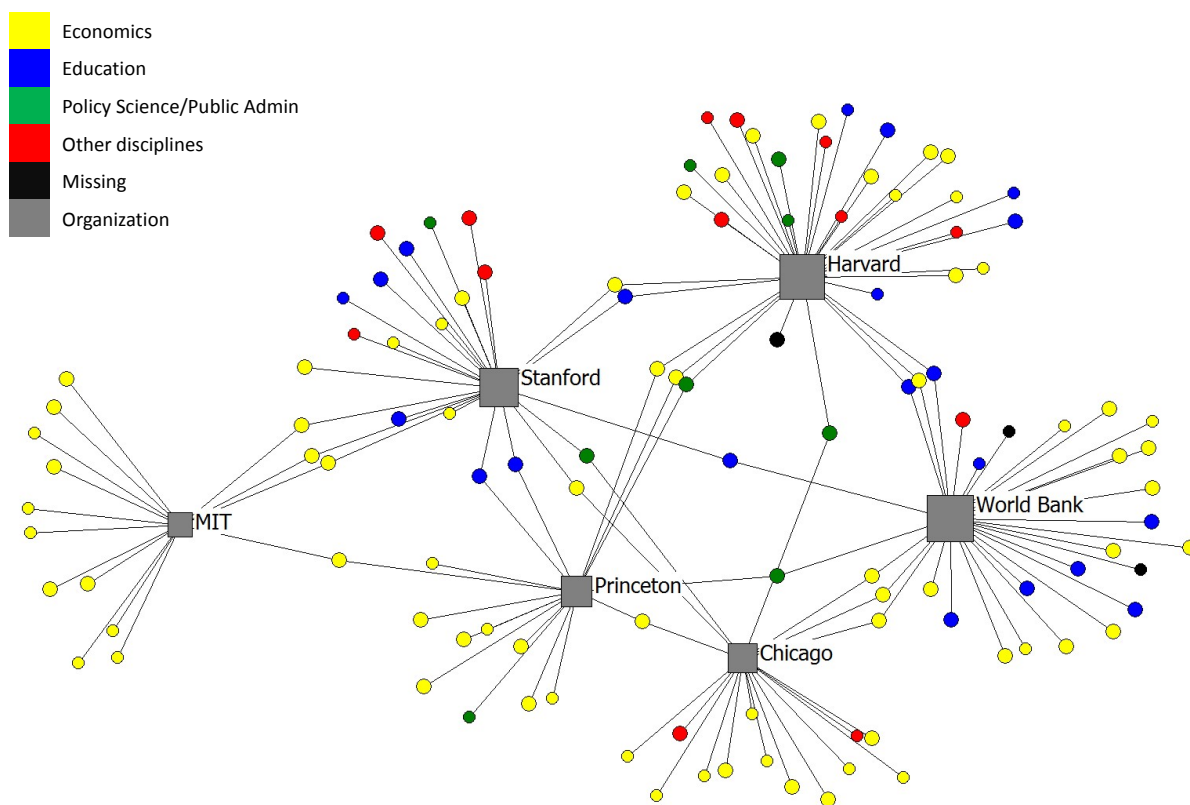 Economics
Education
Policy Science/Public Admin
Other disciplines
Missing
Organization
Harvard
Stanford
World Bank
MIT
Princeton
Chicago